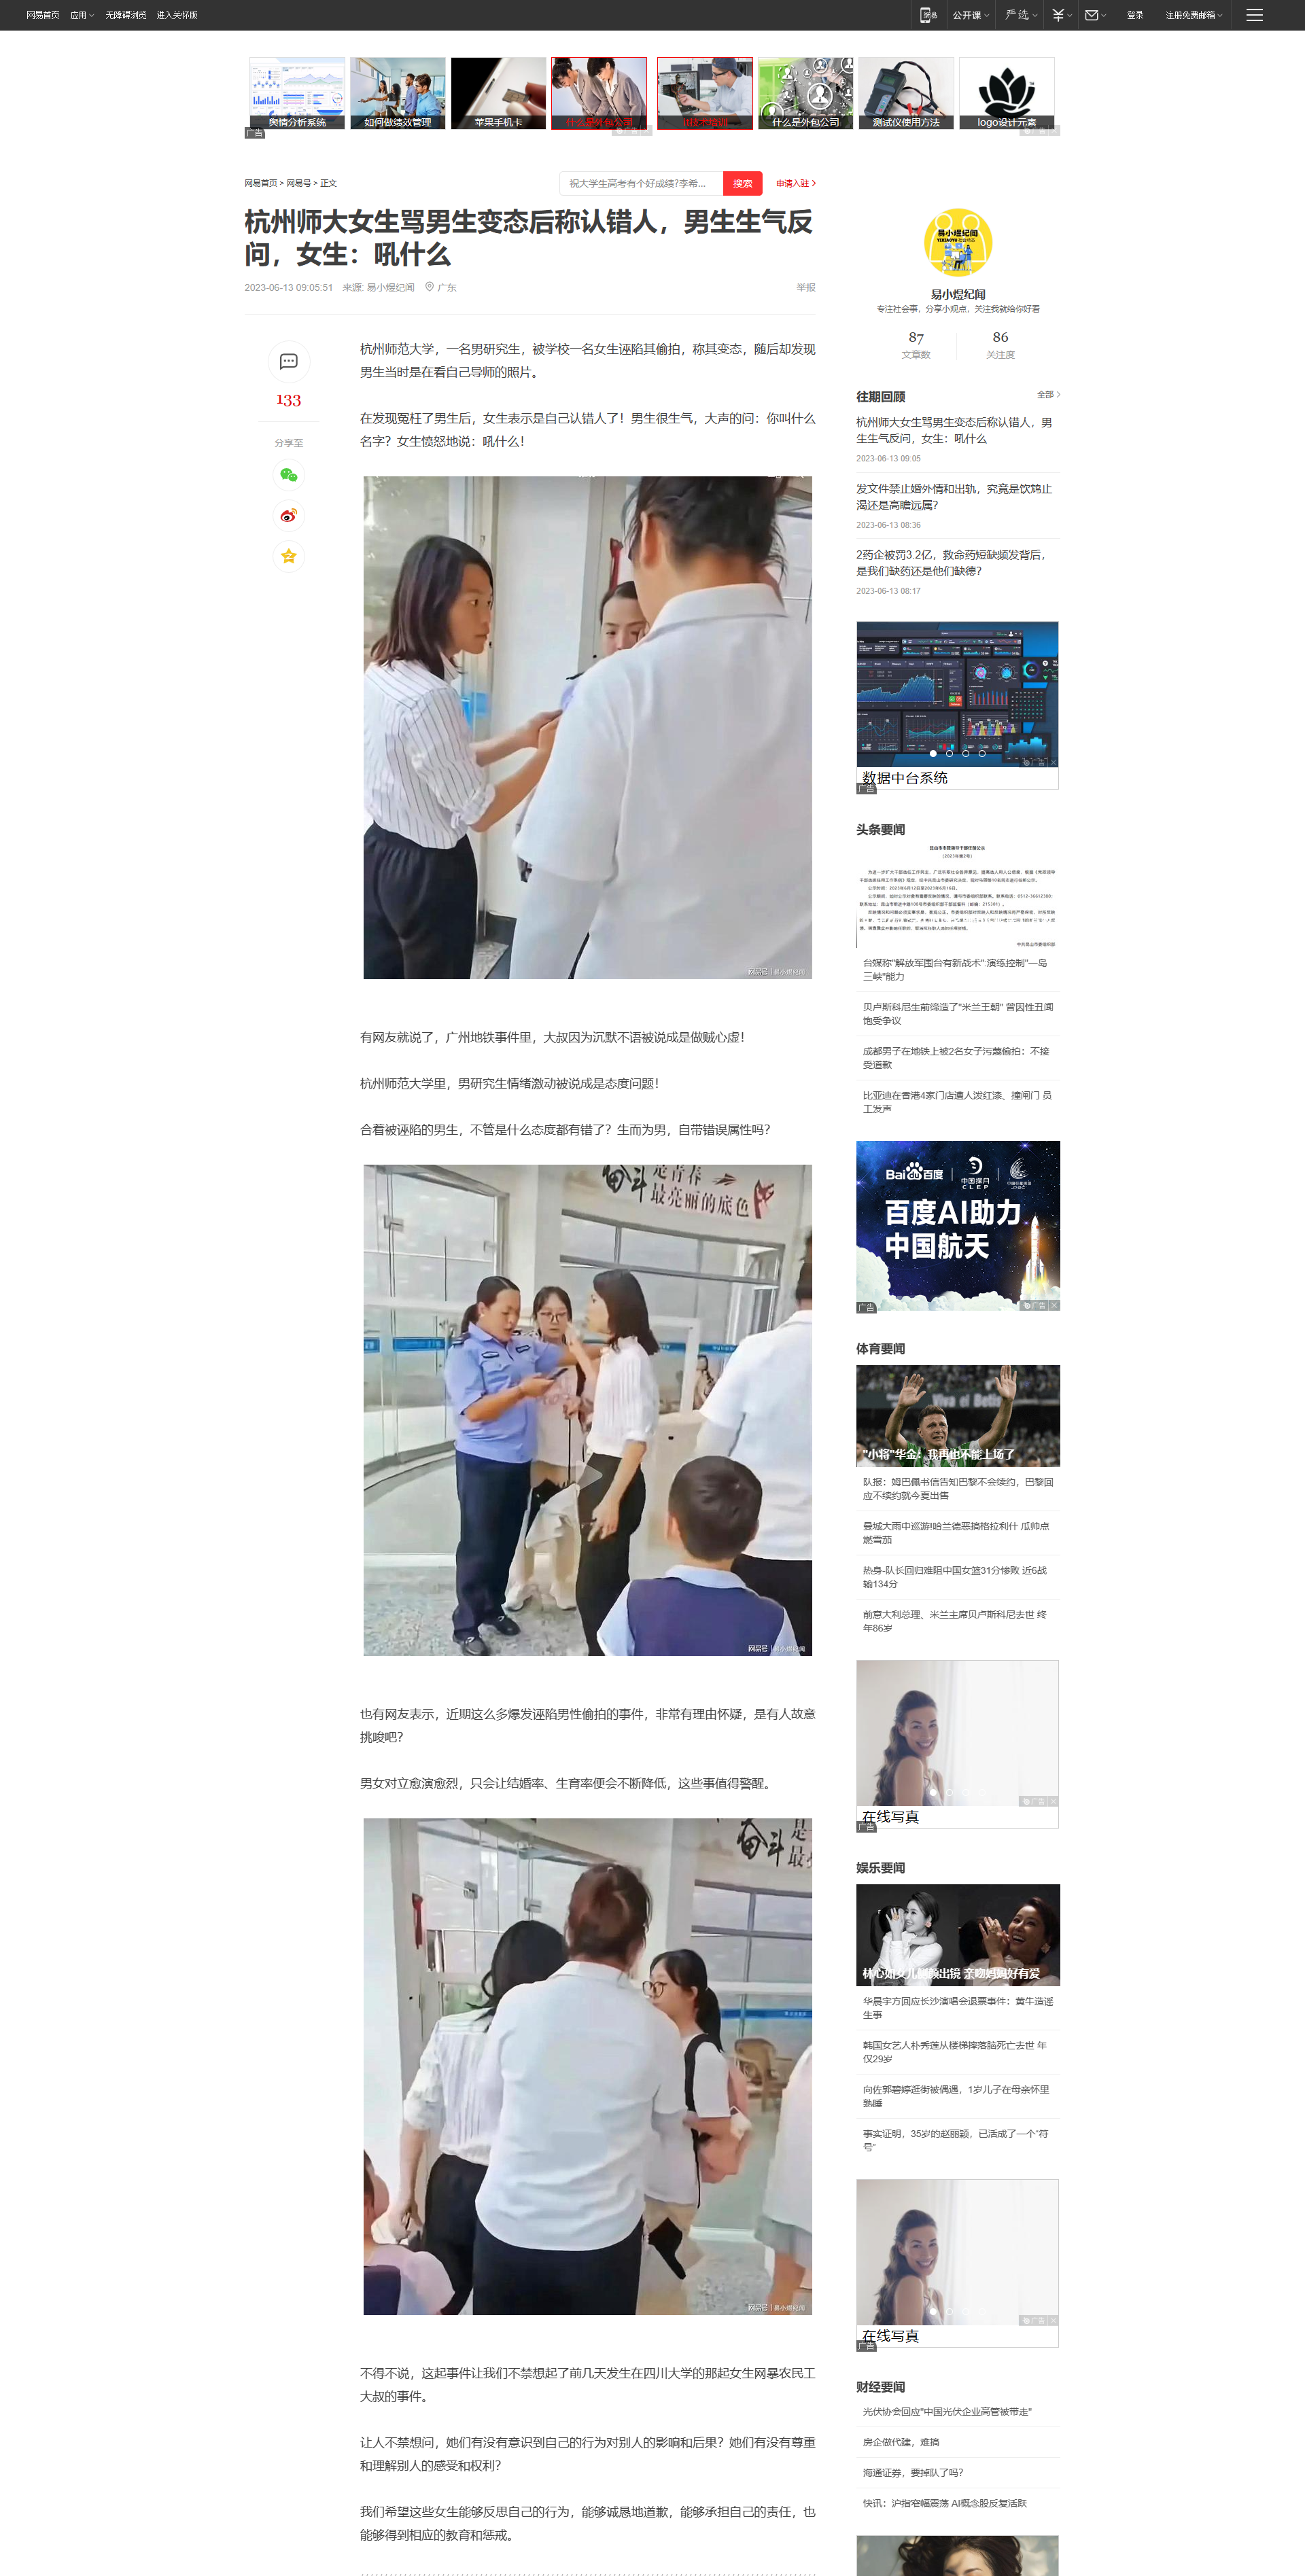 网易首页 应用 无障碍浏览 进入关怀版
公开课 严选 登录 注册免费邮箱
舆情分析系统 如何做绩效管理 苹果手机卡 什么是外包公司 it技术培训 什么是外包公司 测试仪使用方法 logo设计元素
广告
网易首页 > 网易号 > 正文
祝大学生高考有个好成绩?李希... 搜索 申请入驻
杭州师大女生骂男生变态后称认错人，男生生气反
问，女生：吼什么
2023-06-13 09:05:51 来源: 易小煜纪闻 广东 举报
133
分享至
杭州师范大学，一名男研究生，被学校一名女生诬陷其偷拍，称其变态，随后却发现
男生当时是在看自己导师的照片。
在发现冤枉了男生后，女生表示是自己认错人了！男生很生气，大声的问：你叫什么
名字？女生愤怒地说：吼什么！
网易号 | 易小煜纪闻
有网友就说了，广州地铁事件里，大叔因为沉默不语被说成是做贼心虚！
杭州师范大学里，男研究生情绪激动被说成是态度问题！
合着被诬陷的男生，不管是什么态度都有错了？生而为男，自带错误属性吗？
奋斗 是青春
最亮丽的底色
网易号 | 易小煜纪闻
也有网友表示，近期这么多爆发诬陷男性偷拍的事件，非常有理由怀疑，是有人故意
挑唆吧？
男女对立愈演愈烈，只会让结婚率、生育率便会不断降低，这些事值得警醒。
奋斗 是
最
网易号 | 易小煜纪闻
不得不说，这起事件让我们不禁想起了前几天发生在四川大学的那起女生网暴农民工
大叔的事件。
让人不禁想问，她们有没有意识到自己的行为对别人的影响和后果？她们有没有尊重
和理解别人的感受和权利？
我们希望这些女生能够反思自己的行为，能够诚恳地道歉，能够承担自己的责任，也
能够得到相应的教育和惩戒。
易小煜纪闻
易小煜纪闻
专注社会事，分享小观点，关注我就给你好看
87 86
文章数 关注度
往期回顾 全部
杭州师大女生骂男生变态后称认错人，男
生生气反问，女生：吼什么
2023-06-13 09:05
发文件禁止婚外情和出轨，究竟是饮鸩止
渴还是高瞻远属？
2023-06-13 08:36
2药企被罚3.2亿，救命药短缺频发背后，
是我们缺药还是他们缺德？
2023-06-13 08:17
广告
数据中台系统
广告
头条要闻
昆山市市管领导干部任前公示
(2023年第2号)
中共昆山市委组织部
台媒称"解放军围台有新战术":演练控制"一岛
三峡"能力
贝卢斯科尼生前缔造了"米兰王朝" 曾因性丑闻
饱受争议
成都男子在地铁上被2名女子污蔑偷拍：不接
受道歉
比亚迪在香港4家门店遭人泼红漆、撞闸门 员
工发声
Bai百度 中国探月 CLEP
百度AI助力
中国航天
广告 广告
体育要闻
"小将"华金：我再也不能上场了
队报：姆巴佩书信告知巴黎不会续约，巴黎回
应不续约就今夏出售
曼城大雨中巡游!哈兰德恶搞格拉利什 瓜帅点
燃雪茄
热身-队长回归难阻中国女篮31分惨败 近6战
输134分
前意大利总理、米兰主席贝卢斯科尼去世 终
年86岁
广告
在线写真
广告
娱乐要闻
林心如女儿侧颜出镜 亲吻妈妈好有爱
华晨宇方回应长沙演唱会退票事件：黄牛造谣
生事
韩国女艺人朴秀莲从楼梯摔落脑死亡去世 年
仅29岁
向佐郭碧婷逛街被偶遇，1岁儿子在母亲怀里
熟睡
事实证明，35岁的赵丽颖，已活成了一个“符
号”
广告
在线写真
广告
财经要闻
光伏协会回应"中国光伏企业高管被带走"
房企做代建，难搞
海通证券，要掉队了吗？
快讯：沪指窄幅震荡 AI概念股反复活跃